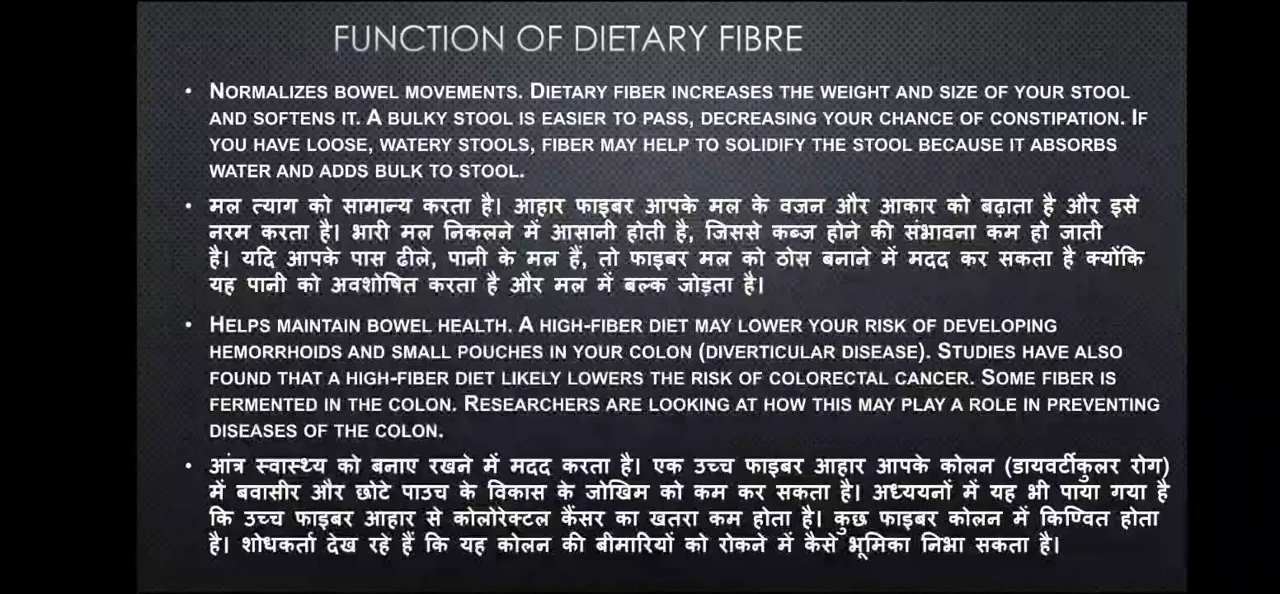 FUNCTION OF DIETARY FIBRE
• NORMALIZES BOWEL MOVEMENTS. DIETARY FIBER INCREASES THE WEIGHT AND SIZE OF YOUR STOOL
AND SOFTENS IT. A BULKY STOOL IS EASIER TO PASS, DECREASING YOUR CHANCE OF CONSTIPATION. IF
YOU HAVE LOOSE, WATERY STOOLS, FIBER MAY HELP TO SOLIDIFY THE STOOL BECAUSE IT ABSORBS
WATER AND ADDS BULK TO STOOL.
• मल त्याग को सामान्य करता है। आहार फाइबर आपके मल के वजन और आकार को बढ़ाता है और इसे
नरम करता है। भारी मल निकलने में आसानी होती है, जिससे कब्ज होने की संभावना कम हो जाती
है। यदि आपके पास ढीले, पानी के मल हैं, तो फाइबर मल को ठोस बनाने में मदद कर सकता है क्योंकि
यह पानी को अवशोषित करता है और मल में बल्क जोड़ता है।
• HELPS MAINTAIN BOWEL HEALTH. A HIGH-FIBER DIET MAY LOWER YOUR RISK OF DEVELOPING
HEMORRHOIDS AND SMALL POUCHES IN YOUR COLON (DIVERTICULAR DISEASE). STUDIES HAVE ALSO
FOUND THAT A HIGH-FIBER DIET LIKELY LOWERS THE RISK OF COLORECTAL CANCER. SOME FIBER IS
FERMENTED IN THE COLON. RESEARCHERS ARE LOOKING AT HOW THIS MAY PLAY A ROLE IN PREVENTING
DISEASES OF THE COLON.
• आंत्र स्वास्थ्य को बनाए रखने में मदद करता है। एक उच्च फाइबर आहार आपके कोलन (डायवर्टीकुलर रोग)
में बवासीर और छोटे पाउच के विकास के जोखिम को कम कर सकता है। अध्ययनों में यह भी पाया गया है
कि उच्च फाइबर आहार से कोलोरेक्टल कैंसर का खतरा कम होता है। कुछ फाइबर कोलन में किण्वित होता
है। शोधकर्ता देख रहे हैं कि यह कोलन की बीमारियों को रोकने में कैसे भूमिका निभा सकता है।